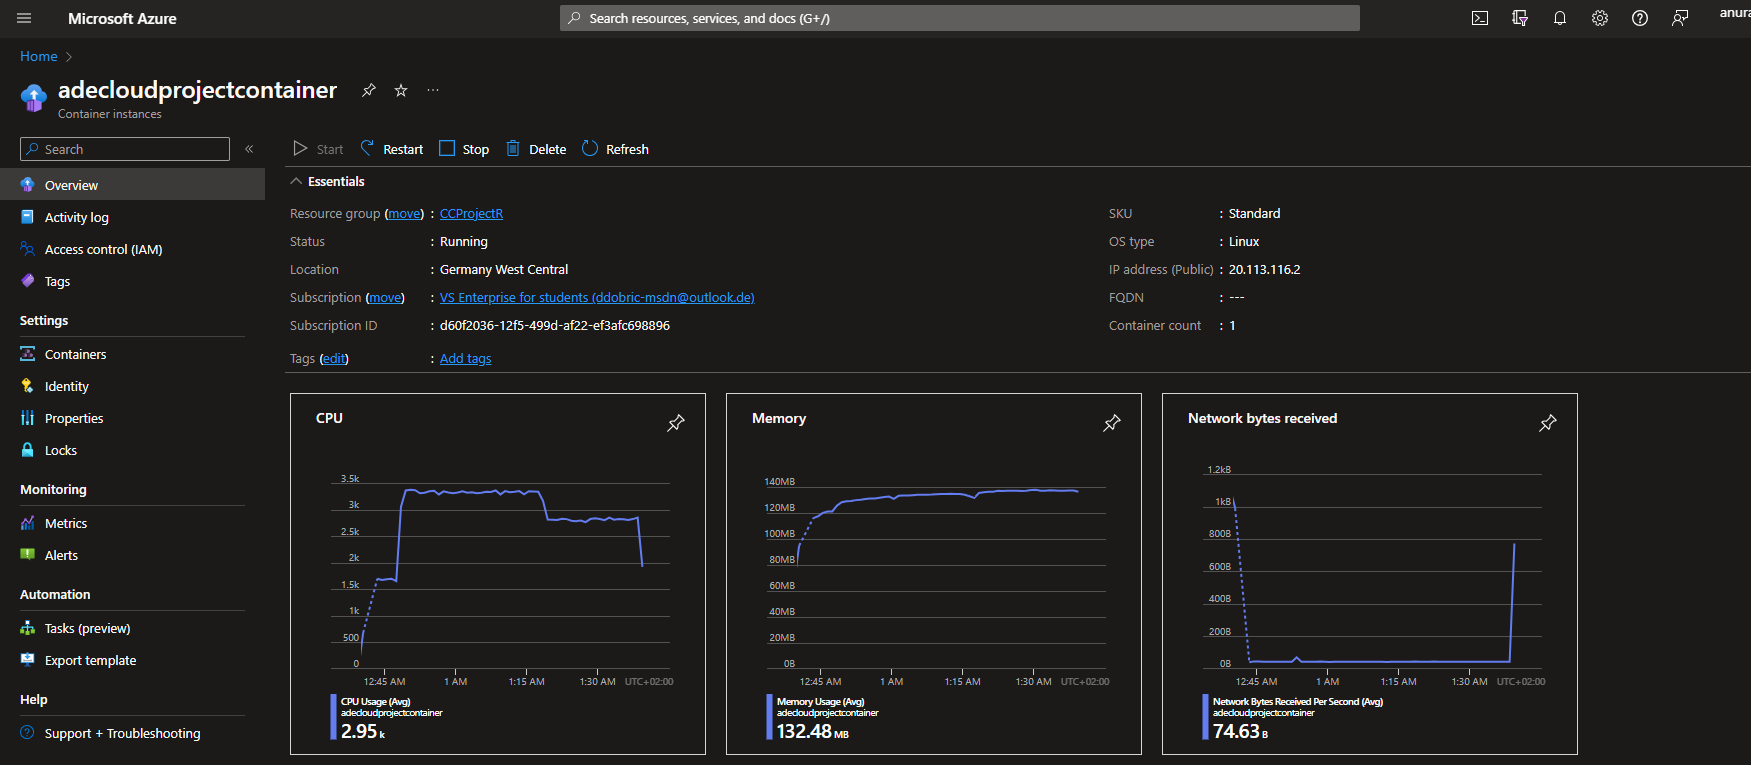 Microsoft Azure
Search resources, services, and docs (G+/)
anura
Home
adecloudprojectcontainer
Container instances
Search
Overview
Activity log
Access control (IAM)
Tags
Settings
Containers
Identity
Properties
Locks
Monitoring
Metrics
Alerts
Automation
Tasks (preview)
Export template
Help
Support + Troubleshooting
Start Restart Stop Delete Refresh
Essentials
Resource group (move) : CCProjectR
Status : Running
Location : Germany West Central
Subscription (move) : VS Enterprise for students (ddobric-msdn@outlook.de)
Subscription ID : d60f2036-12f5-499d-af22-ef3afc698896
Tags (edit) : Add tags
SKU : Standard
OS type : Linux
IP address (Public) : 20.113.116.2
FQDN : ---
Container count : 1
CPU
3.5k
3k
2.5k
2k
1.5k
1k
500
0
12:45 AM 1 AM 1:15 AM 1:30 AM UTC+02:00
CPU Usage (Avg)
adecloudprojectcontainer
2.95 k
Memory
140MB
120MB
100MB
80MB
60MB
40MB
20MB
0B
12:45 AM 1 AM 1:15 AM 1:30 AM UTC+02:00
Memory Usage (Avg)
adecloudprojectcontainer
132.48 MB
Network bytes received
1.2kB
1kB
800B
600B
400B
200B
0B
12:45 AM 1 AM 1:15 AM 1:30 AM UTC+02:00
Network Bytes Received Per Second (Avg)
adecloudprojectcontainer
74.63 B